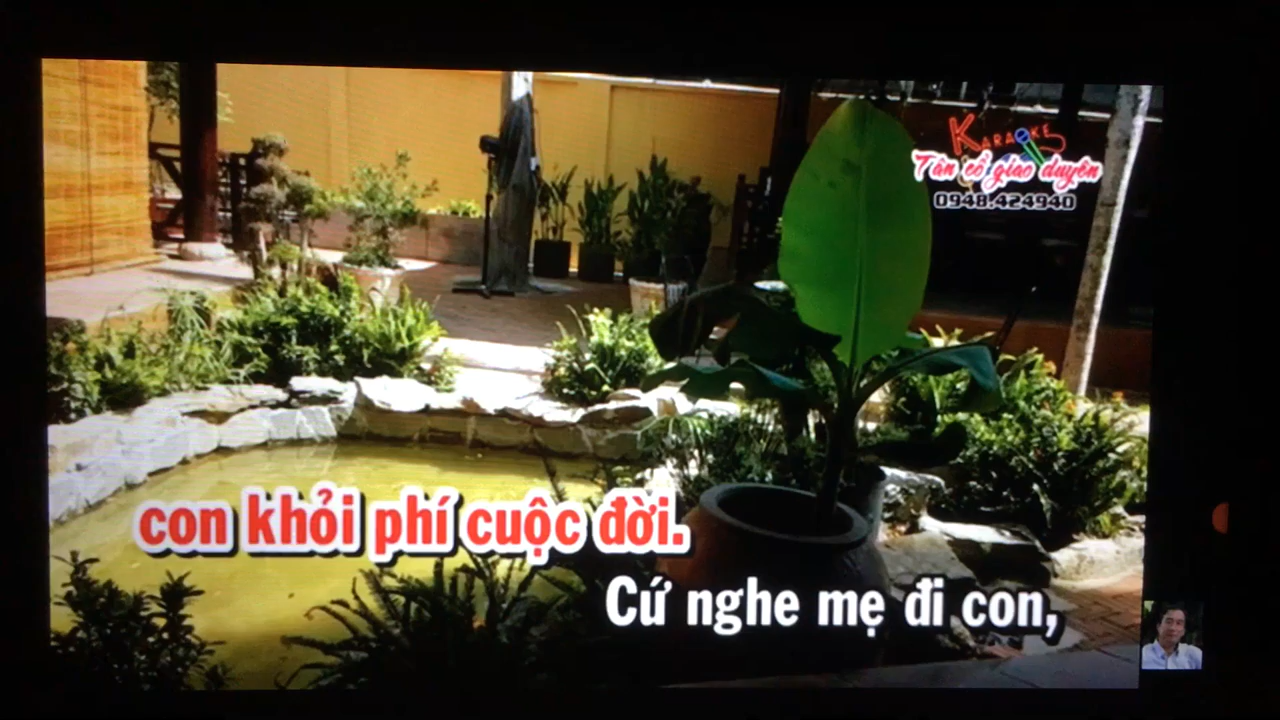 KARAOKE
Tân cổ giao duyên
0948.424940
con khỏi phí cuộc đời.
Cứ nghe mẹ đi con,